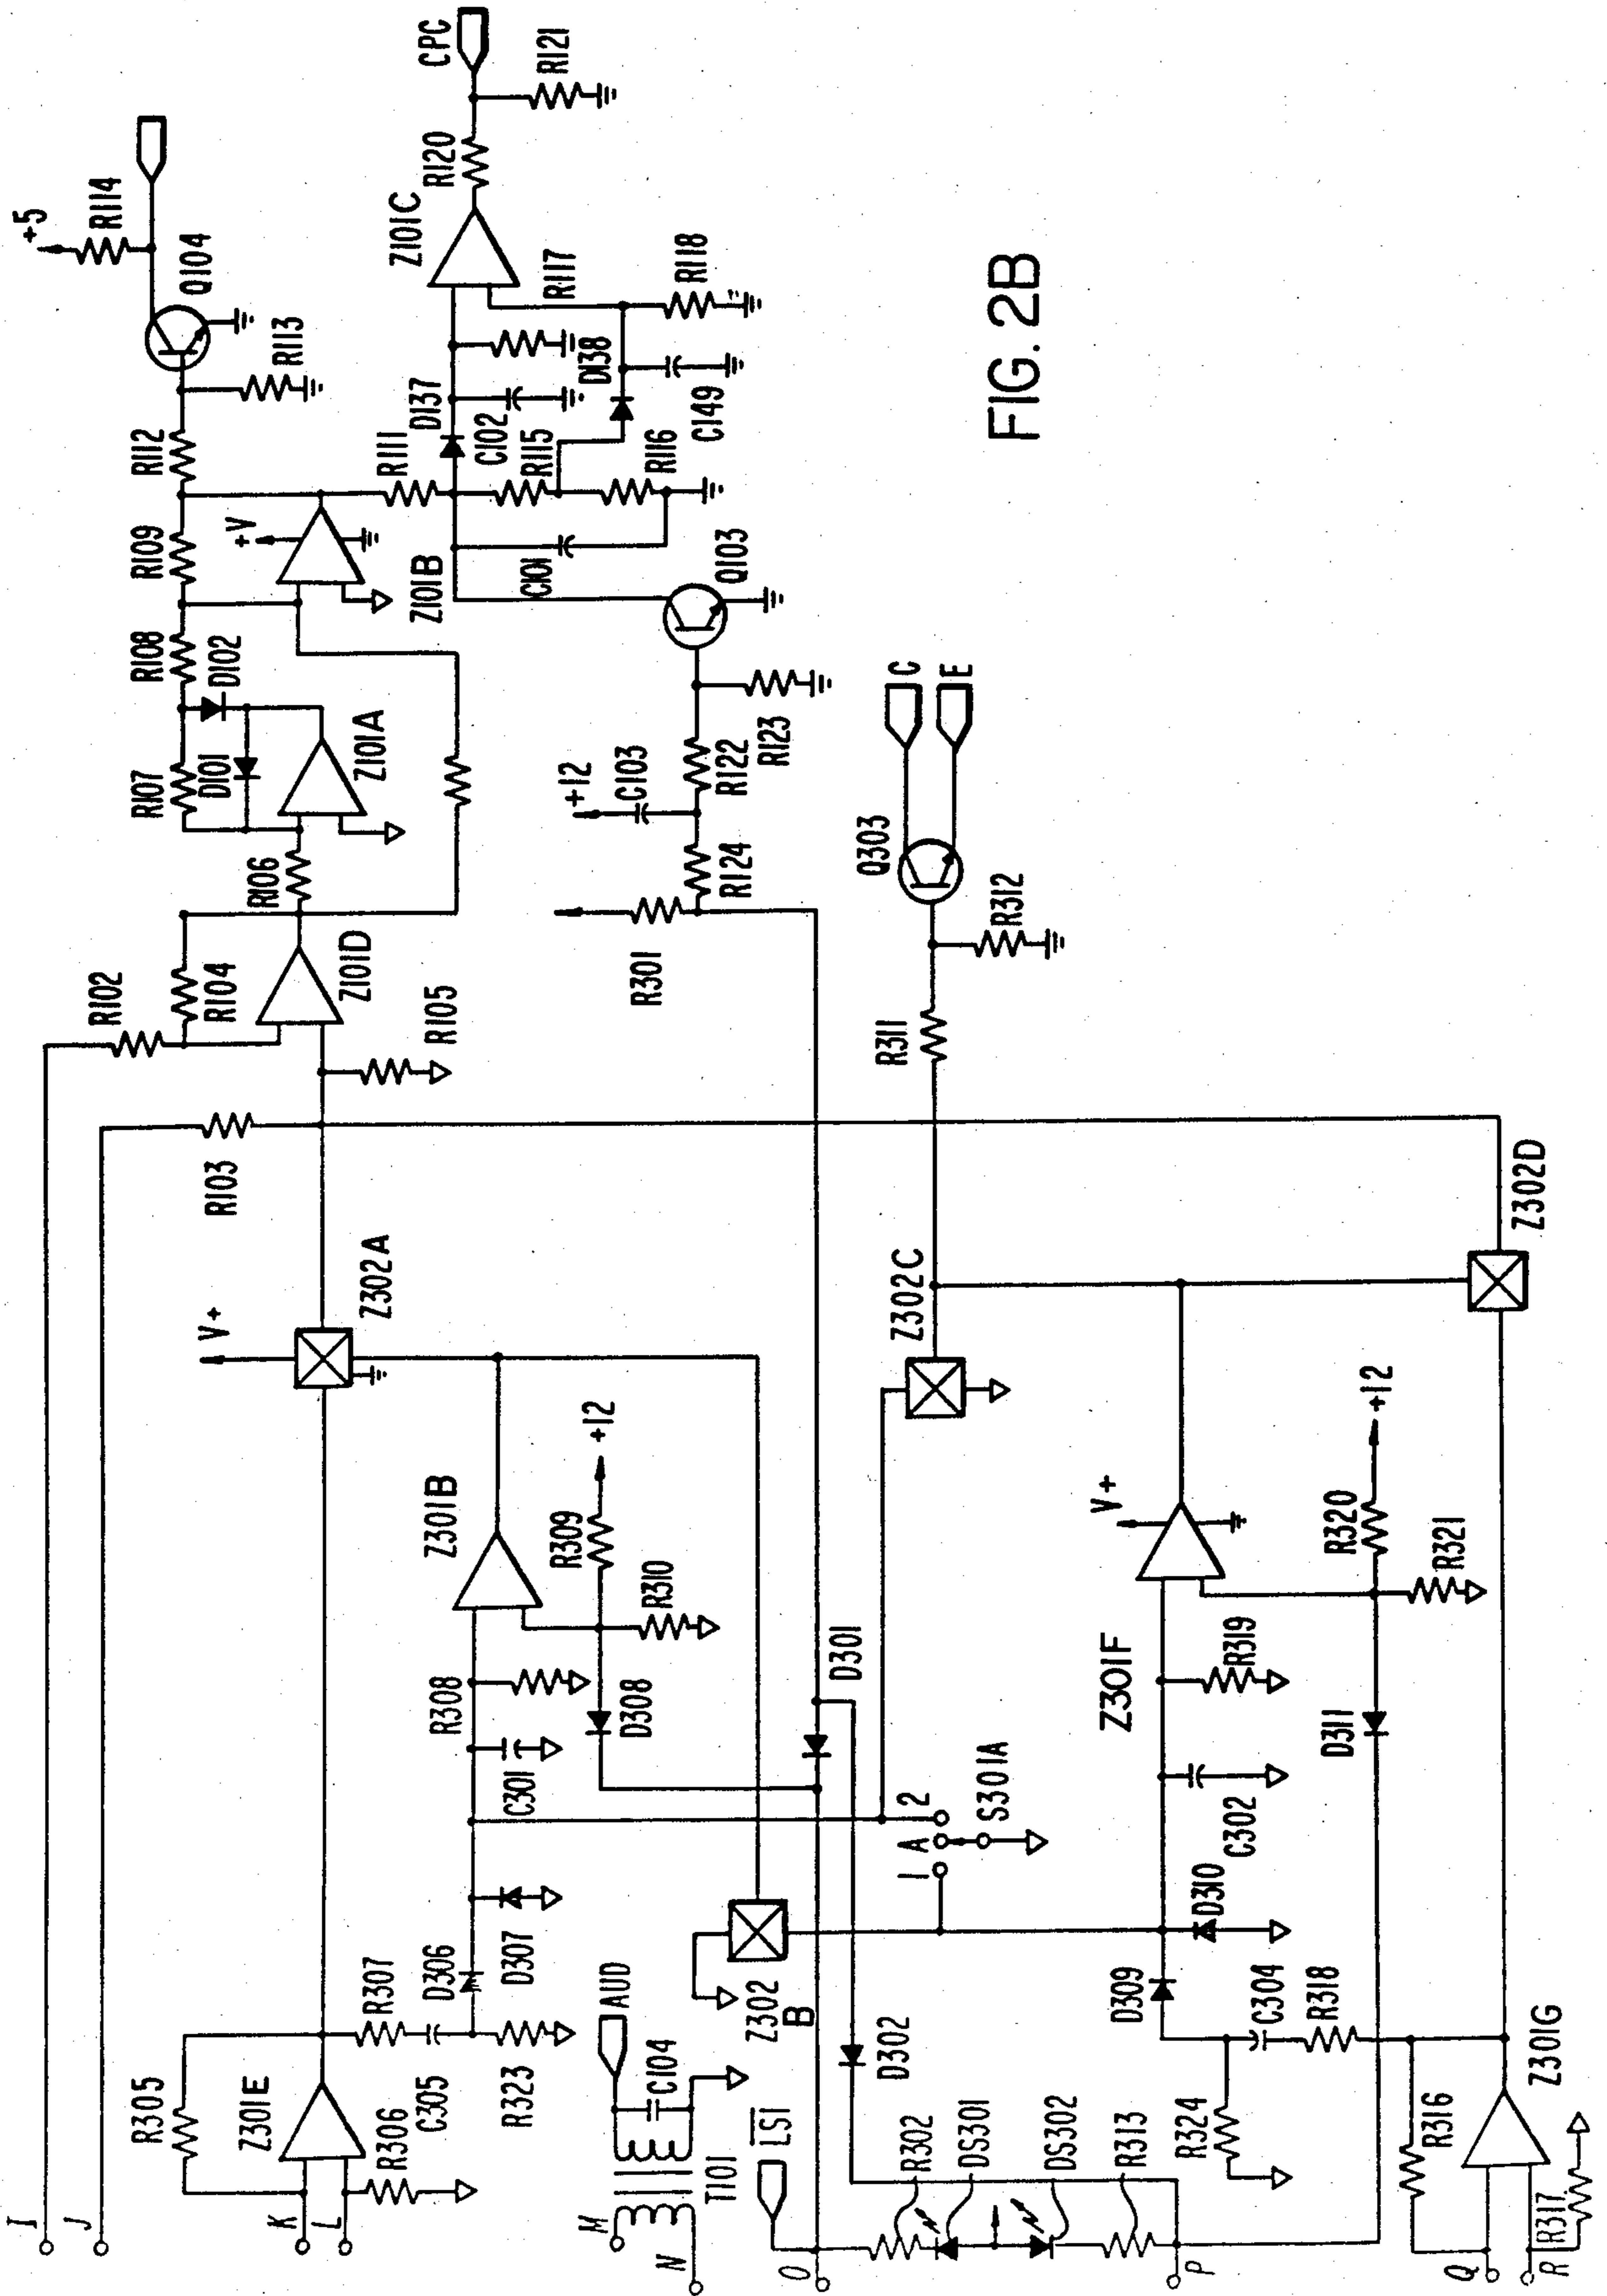 +5
R114
Q104
R113
R112
R109
+V
Z101B
R108
D102
R107
D101
Z101A
R106
R102
R104
Z101D
R105
R103
V+
Z302A
R111
D137
C102
R115
R116
C101
Z101C
R120
CPC
R121
R117
D138
R118
C149
Q103
+12
C103
R122
R123
R124
R301
Q303
C
E
R312
R311
Z302C
Z302D
FIG. 2B
I
J
K
L
R305
Z301E
R306
R307
C305
D306
R323
D307
C301
R308
Z301B
R309
+12
R310
D308
D301
M
N
T101
AUD
C104
LS1
Z302
B
D302
O
R302
DS301
DS302
R313
P
1
A
2
S301A
D309
D310
C302
Z301F
R319
V+
D311
R320
+12
R321
R324
C304
R318
R316
Z301G
R317
Q
R